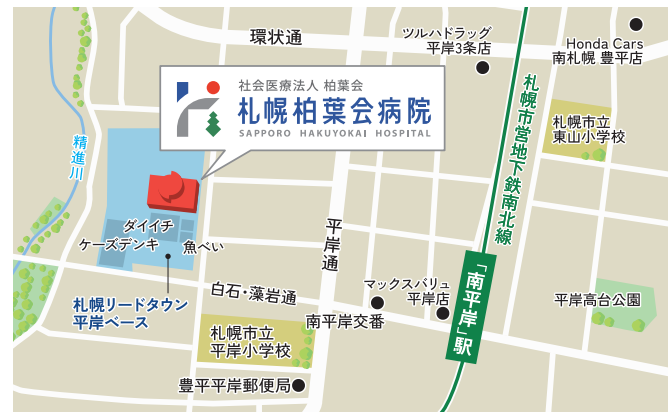 環状通
ツルハドラッグ
平岸3条店
Honda Cars
南札幌 豊平店
社会医療法人 柏葉会
札幌柏葉会病院
SAPPORO HAKUYOKAI HOSPITAL
札幌市営地下鉄南北線
札幌市立
東山小学校
精進川
ダイイチ
ケーズデンキ
魚べい
平岸通
札幌リードタウン
平岸ベース
白石・藻岩通
マックスバリュ
平岸店
「南平岸」駅
平岸高台公園
南平岸交番
札幌市立
平岸小学校
豊平平岸郵便局